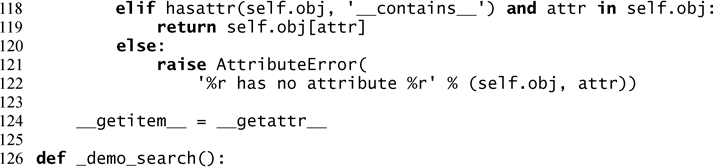 118         elif hasattr(self.obj, '__contains__') and attr in self.obj:
119             return self.obj[attr]
120         else:
121             raise AttributeError(
122                 '%r has no attribute %r' % (self.obj, attr))
123
124     __getitem__ = __getattr__
125
126 def _demo_search():